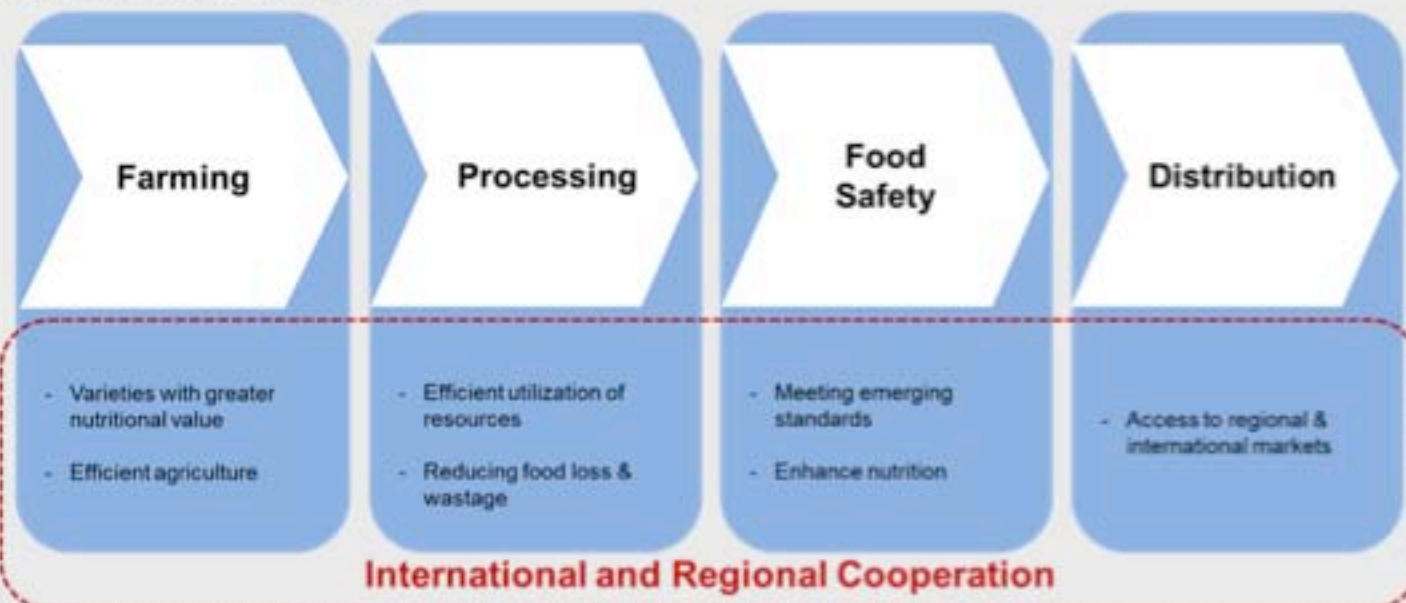 Farming
Processing
Food
Safety
Distribution
- Varieties with greater
nutritional value
- Efficient agriculture
- Efficient utilization of
resources
- Reducing food loss &
wastage
- Meeting emerging
standards
- Enhance nutrition
- Access to regional &
international markets
International and Regional Cooperation